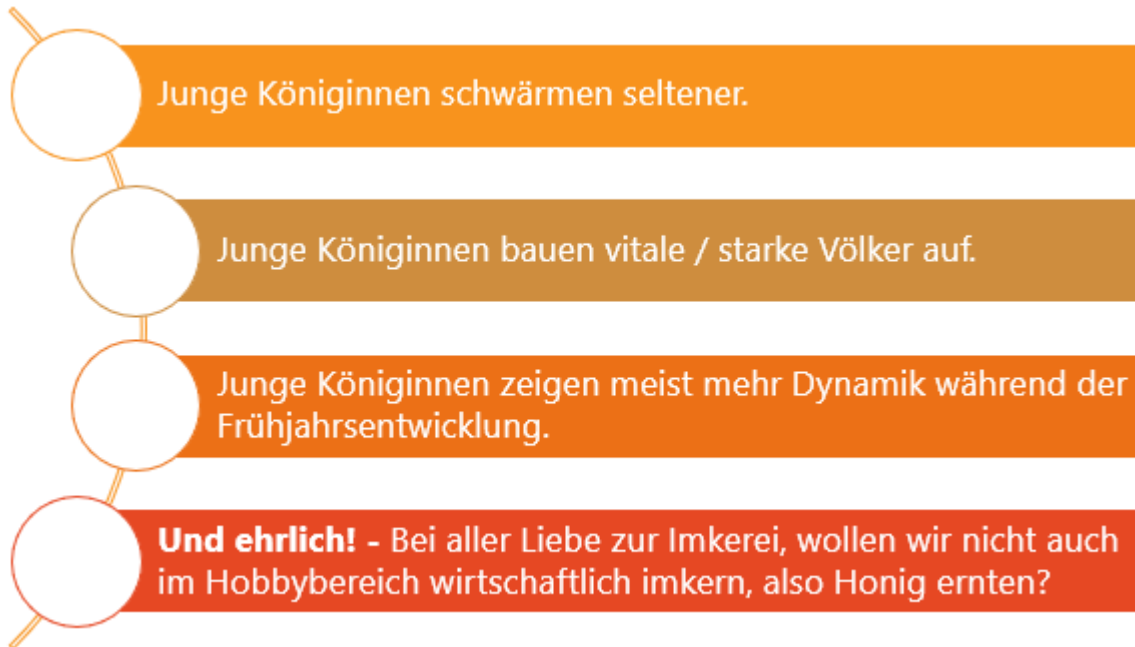 Junge Königinnen schwärmen seltener.
Junge Königinnen bauen vitale / starke Völker auf.
Junge Königinnen zeigen meist mehr Dynamik während der
Frühjahrsentwicklung.
Und ehrlich! - Bei aller Liebe zur Imkerei, wollen wir nicht auch
im Hobbybereich wirtschaftlich imkern, also Honig ernten?